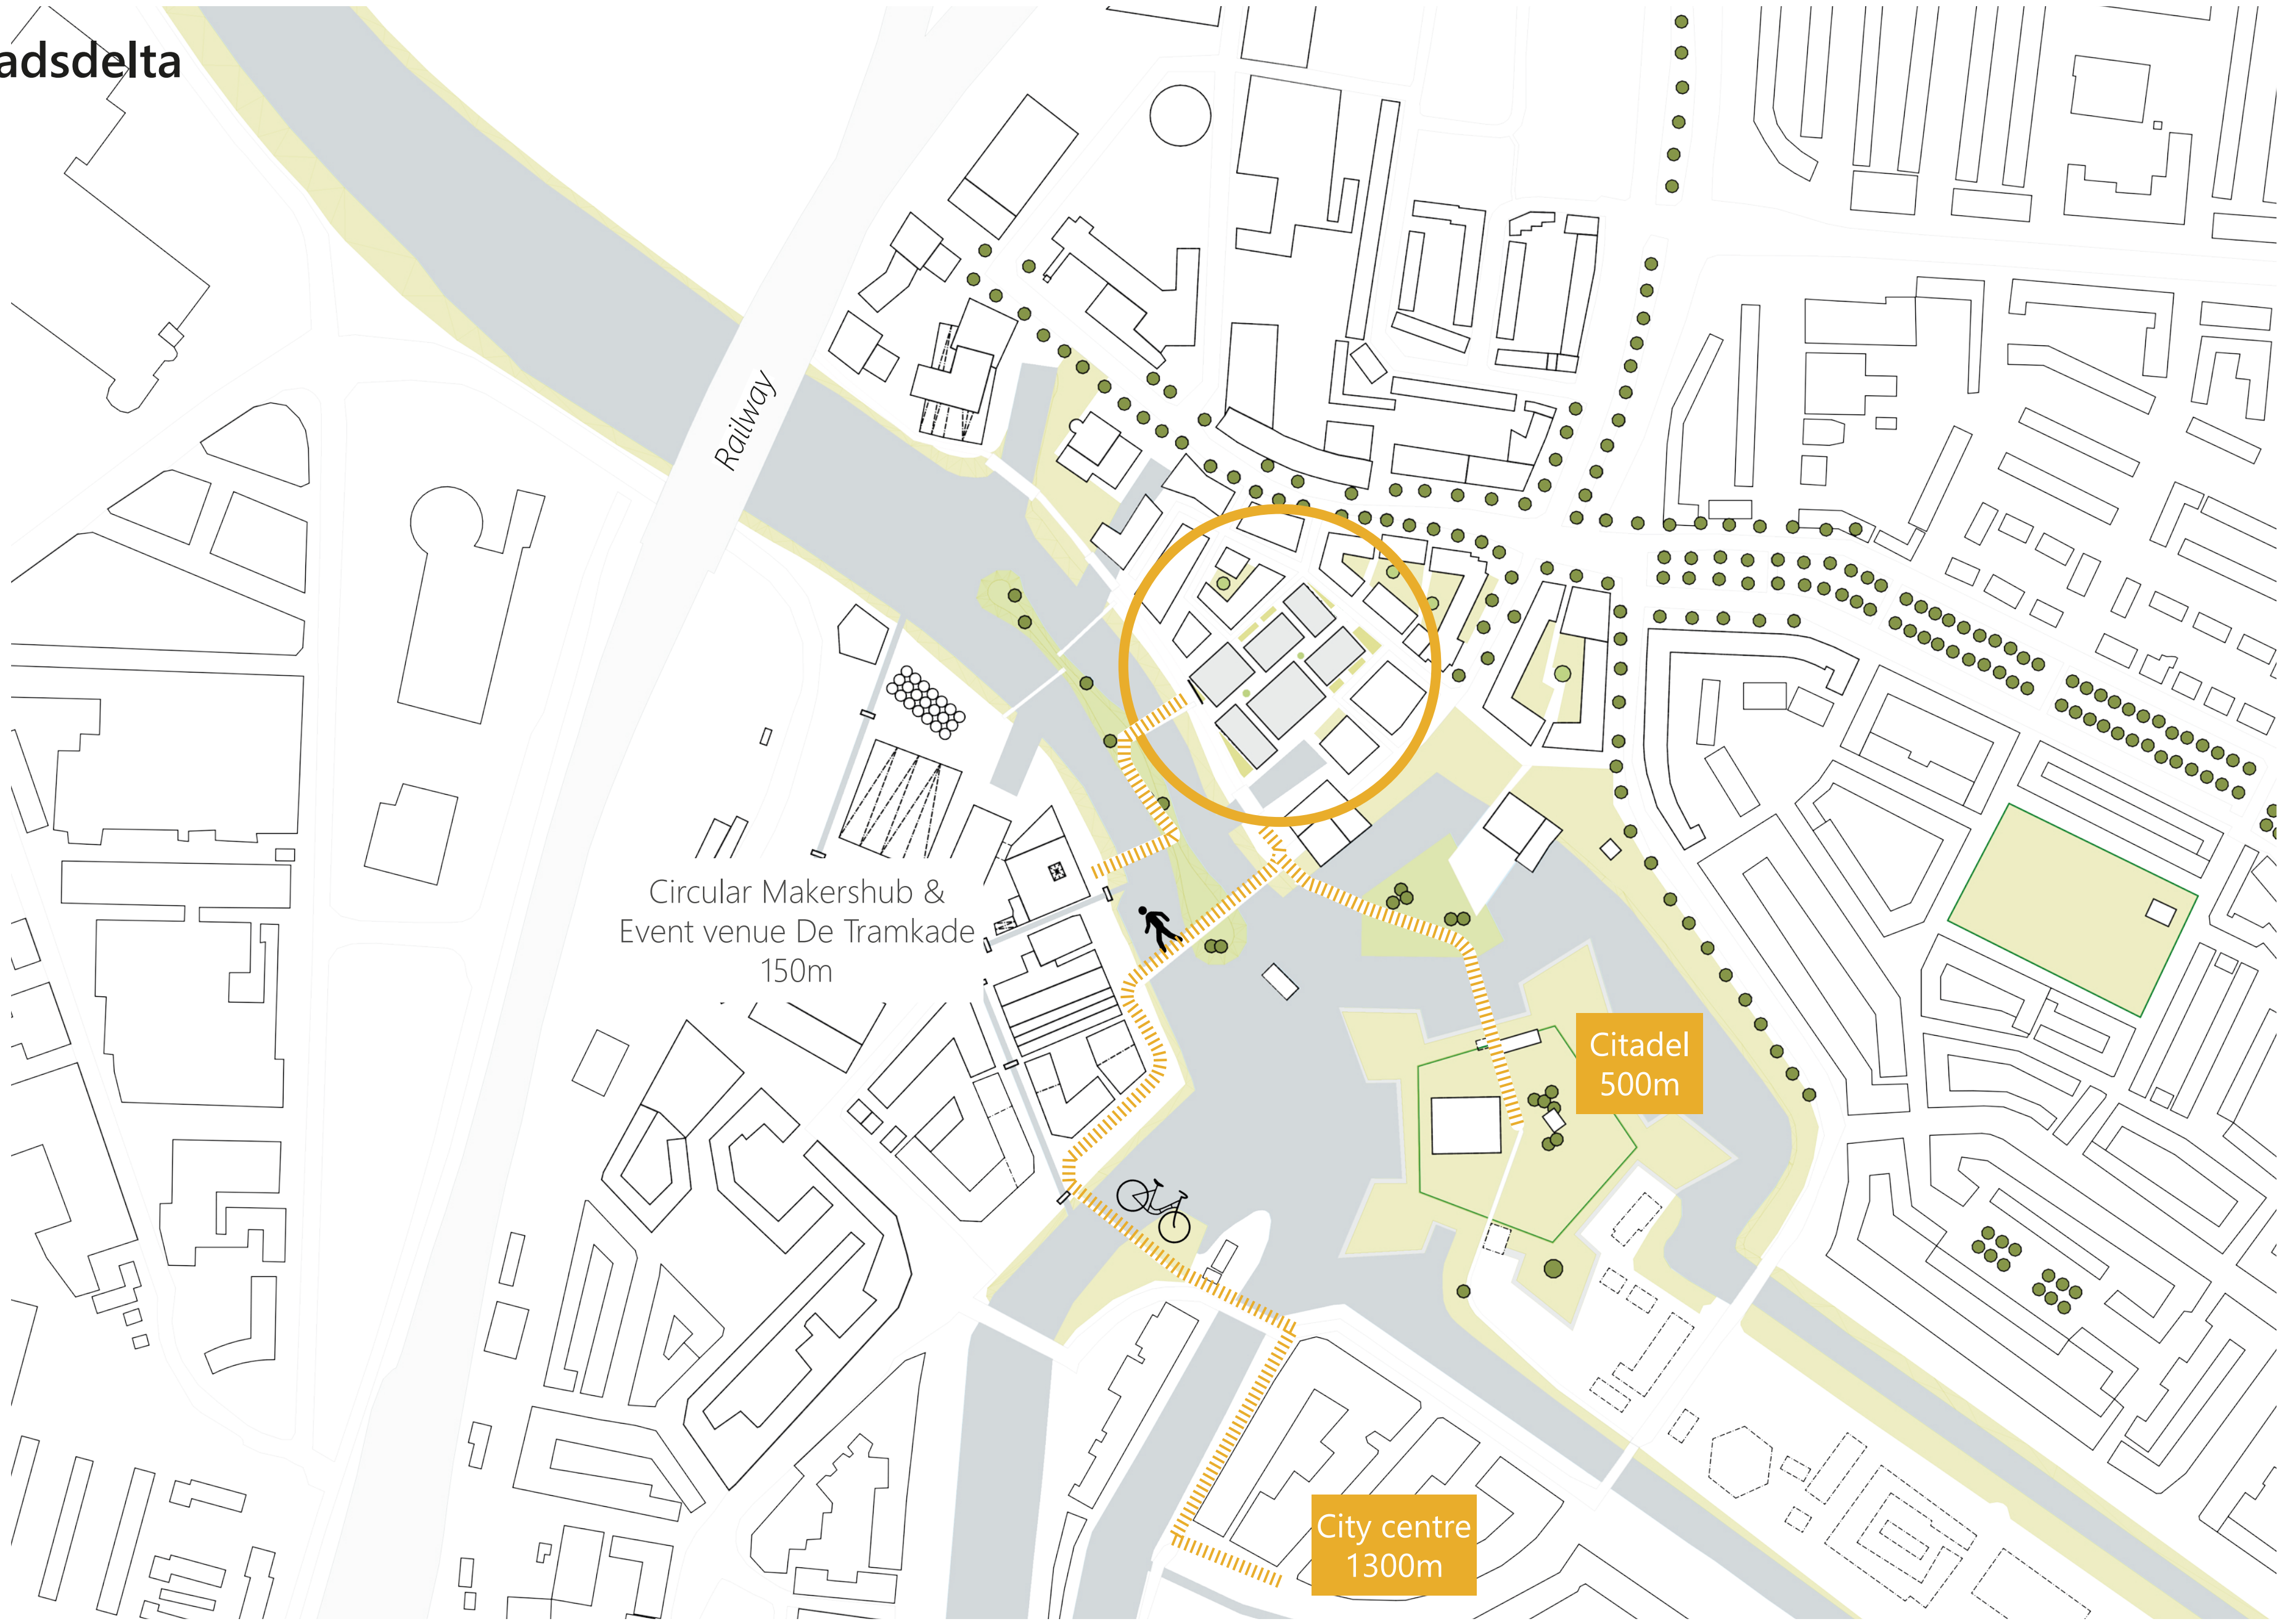 adsdelta
Railway
Circular Makershub &
Event venue De Tramkade
150m
Citadel
500m
City centre
1300m